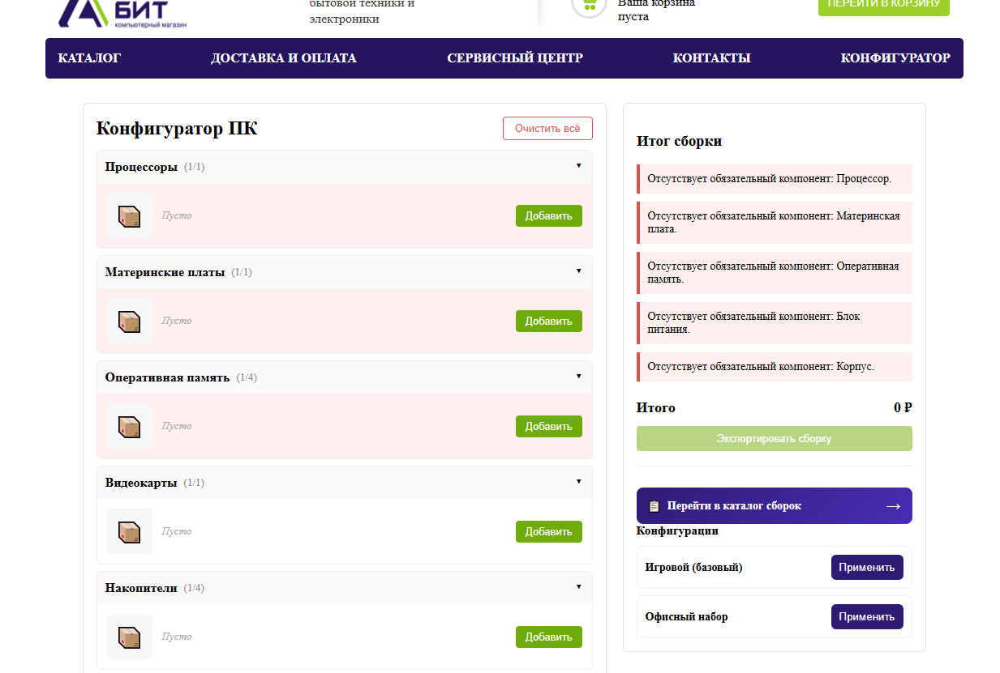 АБИТ
компьютерный магазин
бытовой техники и
электроники
Ваша корзина
пуста
ПЕРЕЙТИ В КОРЗИНУ
КАТАЛОГ
ДОСТАВКА И ОПЛАТА
СЕРВИСНЫЙ ЦЕНТР
КОНТАКТЫ
КОНФИГУРАТОР
Конфигуратор ПК
Очистить всё
Процессоры (1/1)
Пусто
Добавить
Материнские платы (1/1)
Пусто
Добавить
Оперативная память (1/4)
Пусто
Добавить
Видеокарты (1/1)
Пусто
Добавить
Накопители (1/4)
Пусто
Добавить
Итог сборки
Отсутствует обязательный компонент: Процессор.
Отсутствует обязательный компонент: Материнская
плата.
Отсутствует обязательный компонент: Оперативная
память.
Отсутствует обязательный компонент: Блок
питания.
Отсутствует обязательный компонент: Корпус.
Итого 0 ₽
Экспортировать сборку
Перейти в каталог сборок →
Конфигурации
Игровой (базовый)
Применить
Офисный набор
Применить